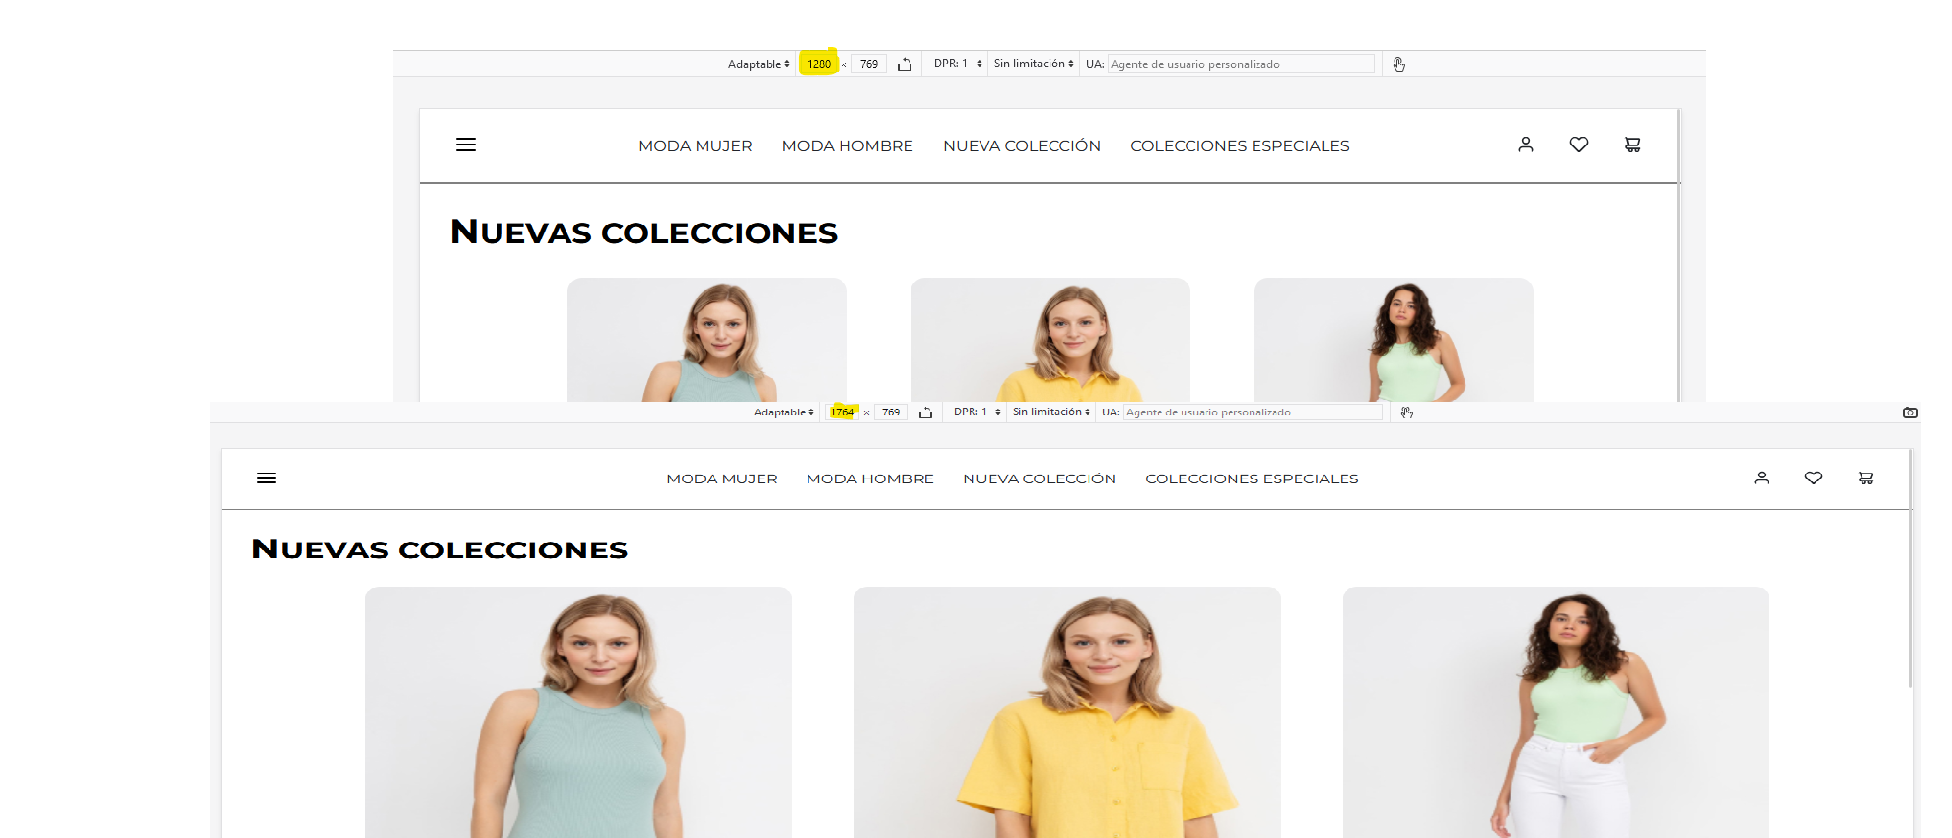 Adaptable 1280 × 769 DPR: 1 Sin limitación UA: Agente de usuario personalizado
MODA MUJER MODA HOMBRE NUEVA COLECCIÓN COLECCIONES ESPECIALES
NUEVAS COLECCIONES
Adaptable 1764 × 769 DPR: 1 Sin limitación UA: Agente de usuario personalizado
MODA MUJER MODA HOMBRE NUEVA COLECCIÓN COLECCIONES ESPECIALES
NUEVAS COLECCIONES